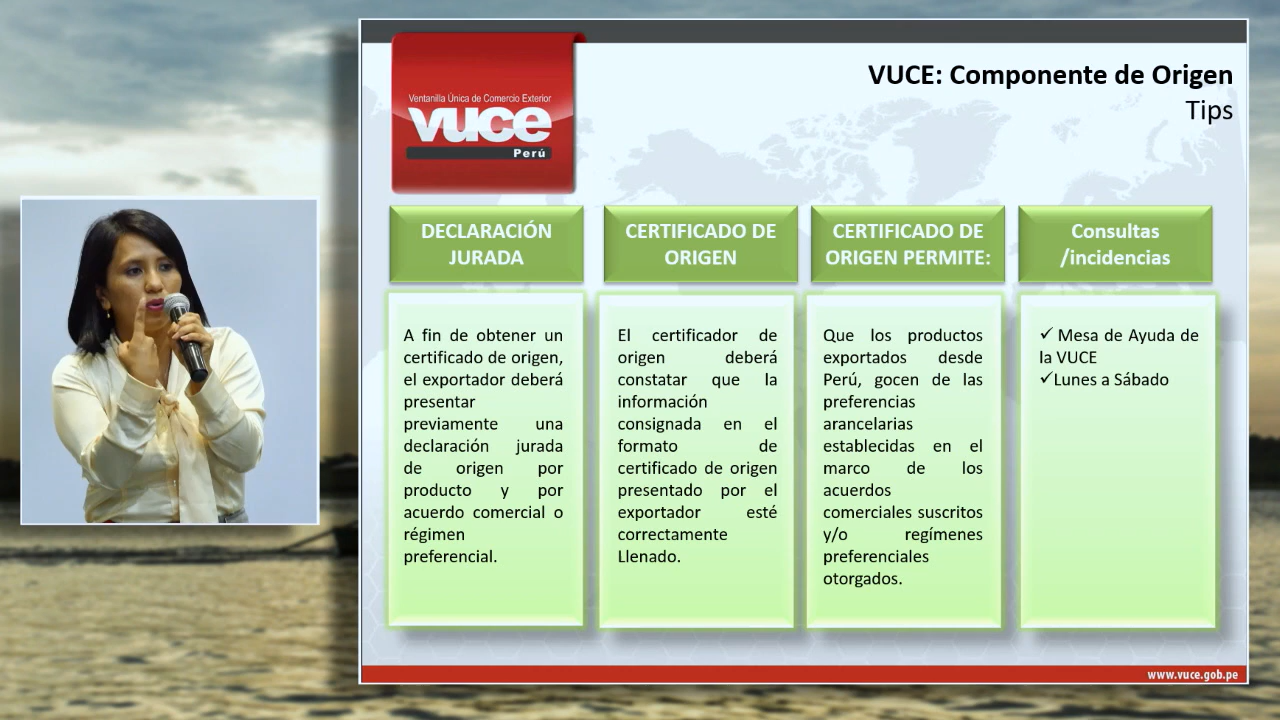 Ventanilla Única de Comercio Exterior
vuce
Perú
VUCE: Componente de Origen
Tips
DECLARACIÓN
JURADA
A fin de obtener un
certificado de origen,
el exportador deberá
presentar
previamente una
declaración jurada
de origen por
producto y por
acuerdo comercial o
régimen
preferencial.
CERTIFICADO DE
ORIGEN
El certificador de
origen deberá
constatar que la
información
consignada en el
formato de
certificado de origen
presentado por el
exportador esté
correctamente
Llenado.
CERTIFICADO DE
ORIGEN PERMITE:
Que los productos
exportados desde
Perú, gocen de las
preferencias
arancelarias
establecidas en el
marco de los
acuerdos
comerciales suscritos
y/o regímenes
preferenciales
otorgados.
Consultas
/incidencias
✓ Mesa de Ayuda de
la VUCE
✓Lunes a Sábado
www.vuce.gob.pe